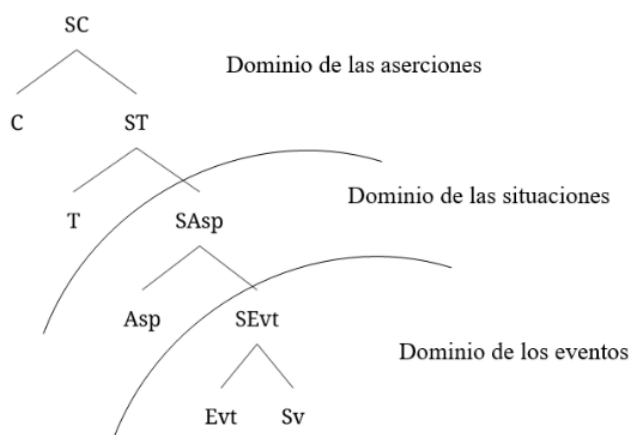 SC
Dominio de las aserciones
C ST
Dominio de las situaciones
T SAsp
Asp SEvt
Dominio de los eventos
Evt Sv